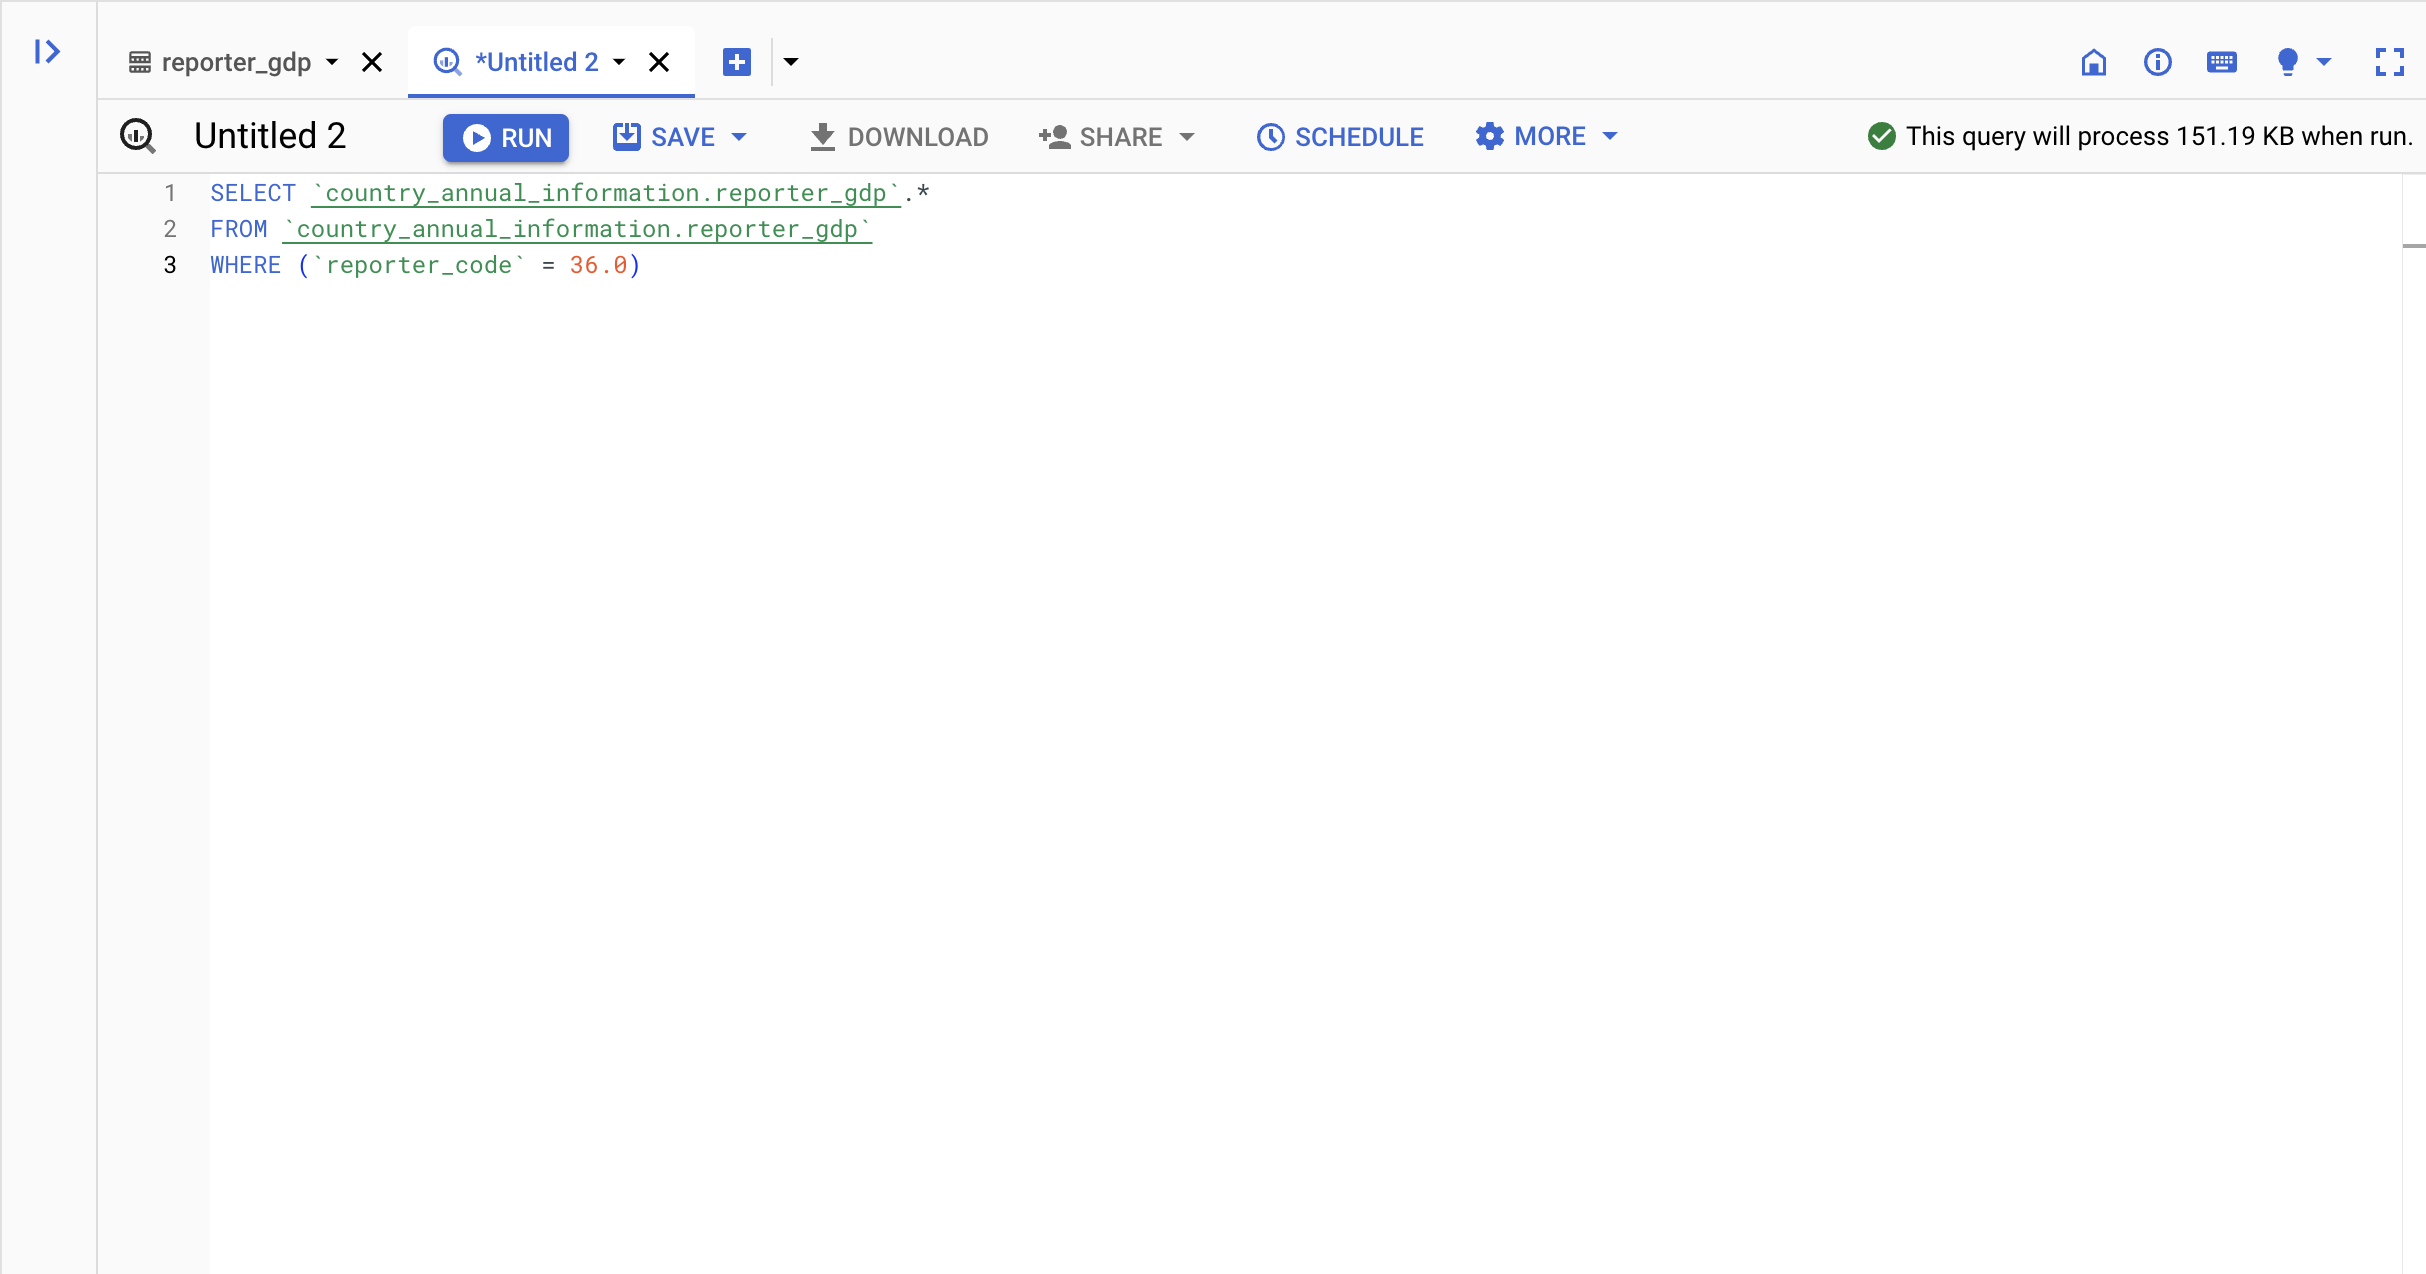 reporter_gdp
*Untitled 2
Untitled 2
RUN
SAVE
DOWNLOAD
SHARE
SCHEDULE
MORE
This query will process 151.19 KB when run.
1 SELECT `country_annual_information.reporter_gdp`.*
2 FROM `country_annual_information.reporter_gdp`
3 WHERE (`reporter_code` = 36.0)